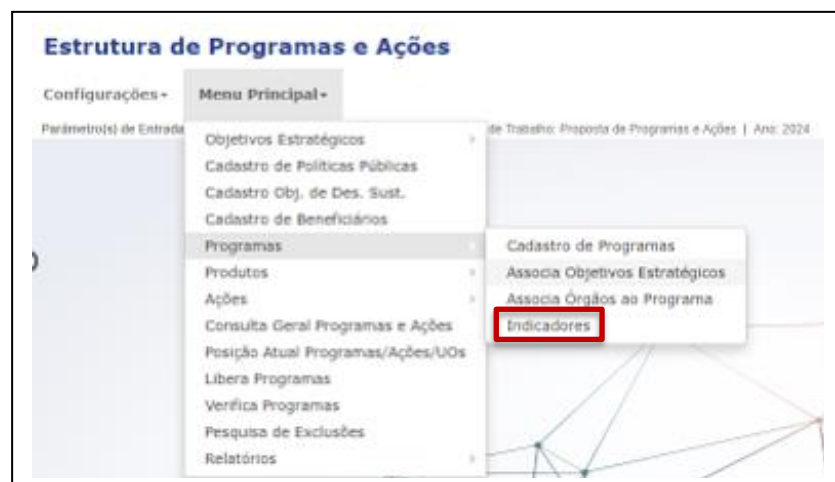 Estrutura de Programas e Ações
Configurações Menu Principal
Parâmetro(s) de Entrada de Trabalho: Proposta de Programas e Ações | Ano: 2024
Objetivos Estratégicos
Cadastro de Políticas Públicas
Cadastro Obj. de Des. Sust.
Cadastro de Beneficiários
Programas
Produtos
Ações
Consulta Geral Programas e Ações
Posição Atual Programas/Ações/UOs
Libera Programas
Verifica Programas
Pesquisa de Exclusões
Relatórios
Cadastro de Programas
Associa Objetivos Estratégicos
Associa Órgãos ao Programa
Indicadores